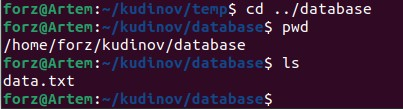 forz@Artem:~/kudinov/temp$ cd ../database
forz@Artem:~/kudinov/database$ pwd
/home/forz/kudinov/database
forz@Artem:~/kudinov/database$ ls
data.txt
forz@Artem:~/kudinov/database$